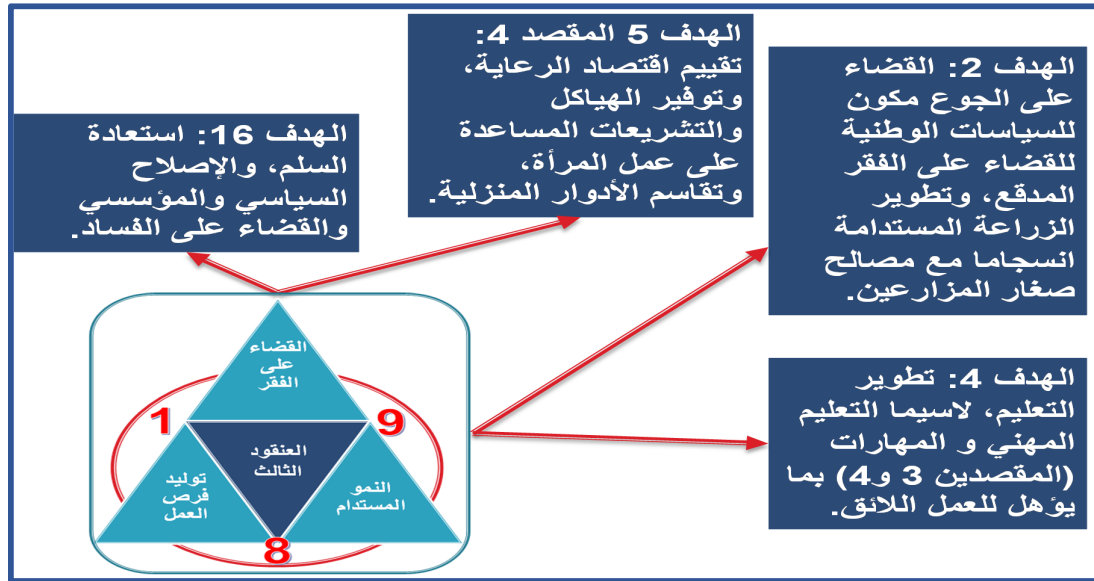 الهدف 2: القضاء
على الجوع مكون
للسياسات الوطنية
للقضاء على الفقر
المدقع، وتطوير
الزراعة المستدامة
انسجاما مع مصالح
صغار المزارعين.
الهدف 5 المقصد 4:
تقييم اقتصاد الرعاية،
وتوفير الهياكل
والتشريعات المساعدة
على عمل المرأة،
وتقاسم الأدوار المنزلية.
الهدف 16: استعادة
السلم، والإصلاح
السياسي والمؤسسي
والقضاء على الفساد.
الهدف 4: تطوير
التعليم، لاسيما التعليم
المهني و المهارات
(المقصدين 3 و4) بما
يؤهل للعمل اللائق.
القضاء
على
الفقر
1
9
العنقود
الثالث
النمو
المستدام
توليد
فرص
العمل
8